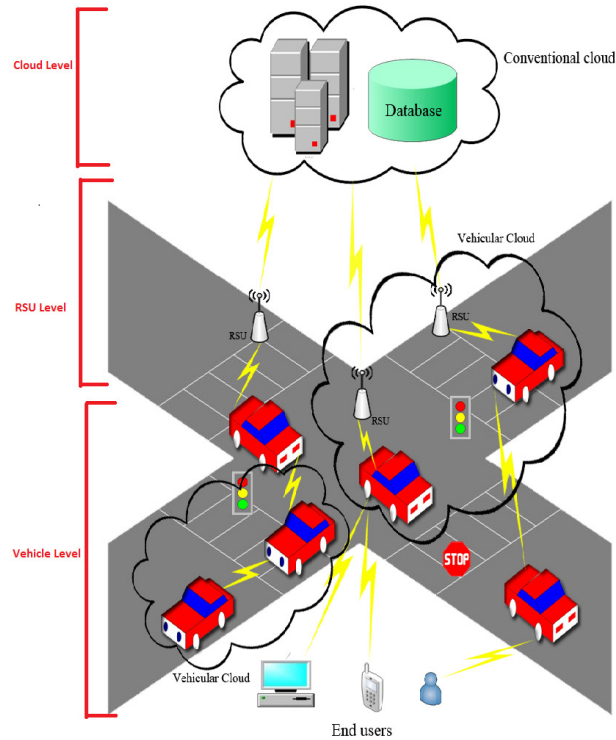 Cloud Level
Conventional cloud
Database
Vehicular Cloud
RSU Level
RSU
RSU
RSU
Vehicle Level
STOP
Vehicular Cloud
End users